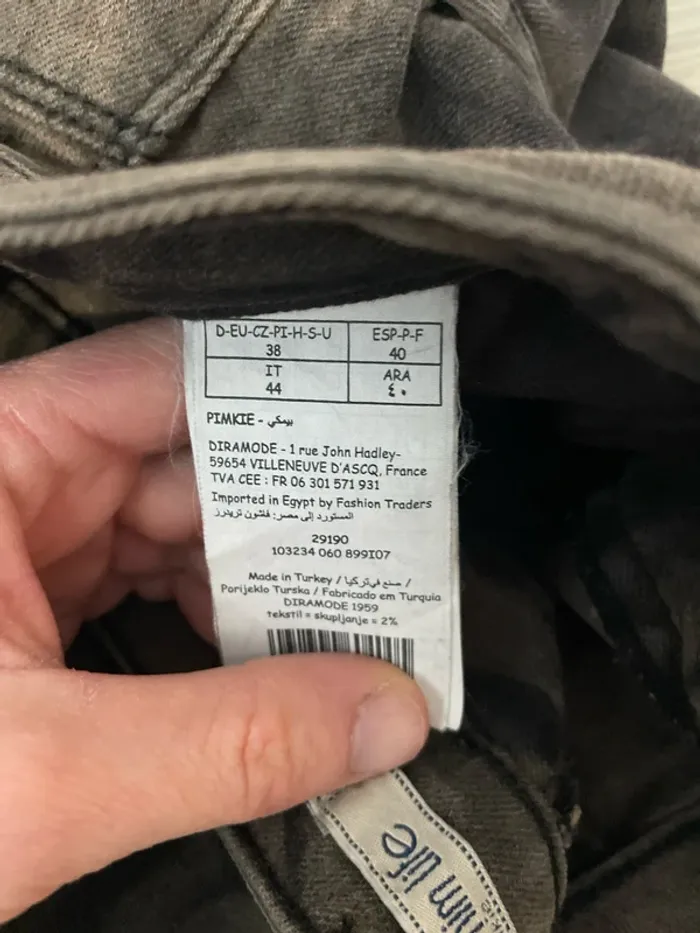 D-EU-CZ-PI-H-S-U
38
ESP-P-F
40
IT
44
ARA
٤٠
PIMKIE - بيمكي
DIRAMODE - 1 rue John Hadley-
59654 VILLENEUVE D'ASCQ, France
TVA CEE : FR 06 301 571 931
Imported in Egypt by Fashion Traders
المستورد إلى مصر: فاشون تريدرز
29190
103234 060 899I07
Made in Turkey / صنع في تركيا /
Porijeklo Turska / Fabricado em Turquia
DIRAMODE 1959
tekstil = skupljanje = 2%
life